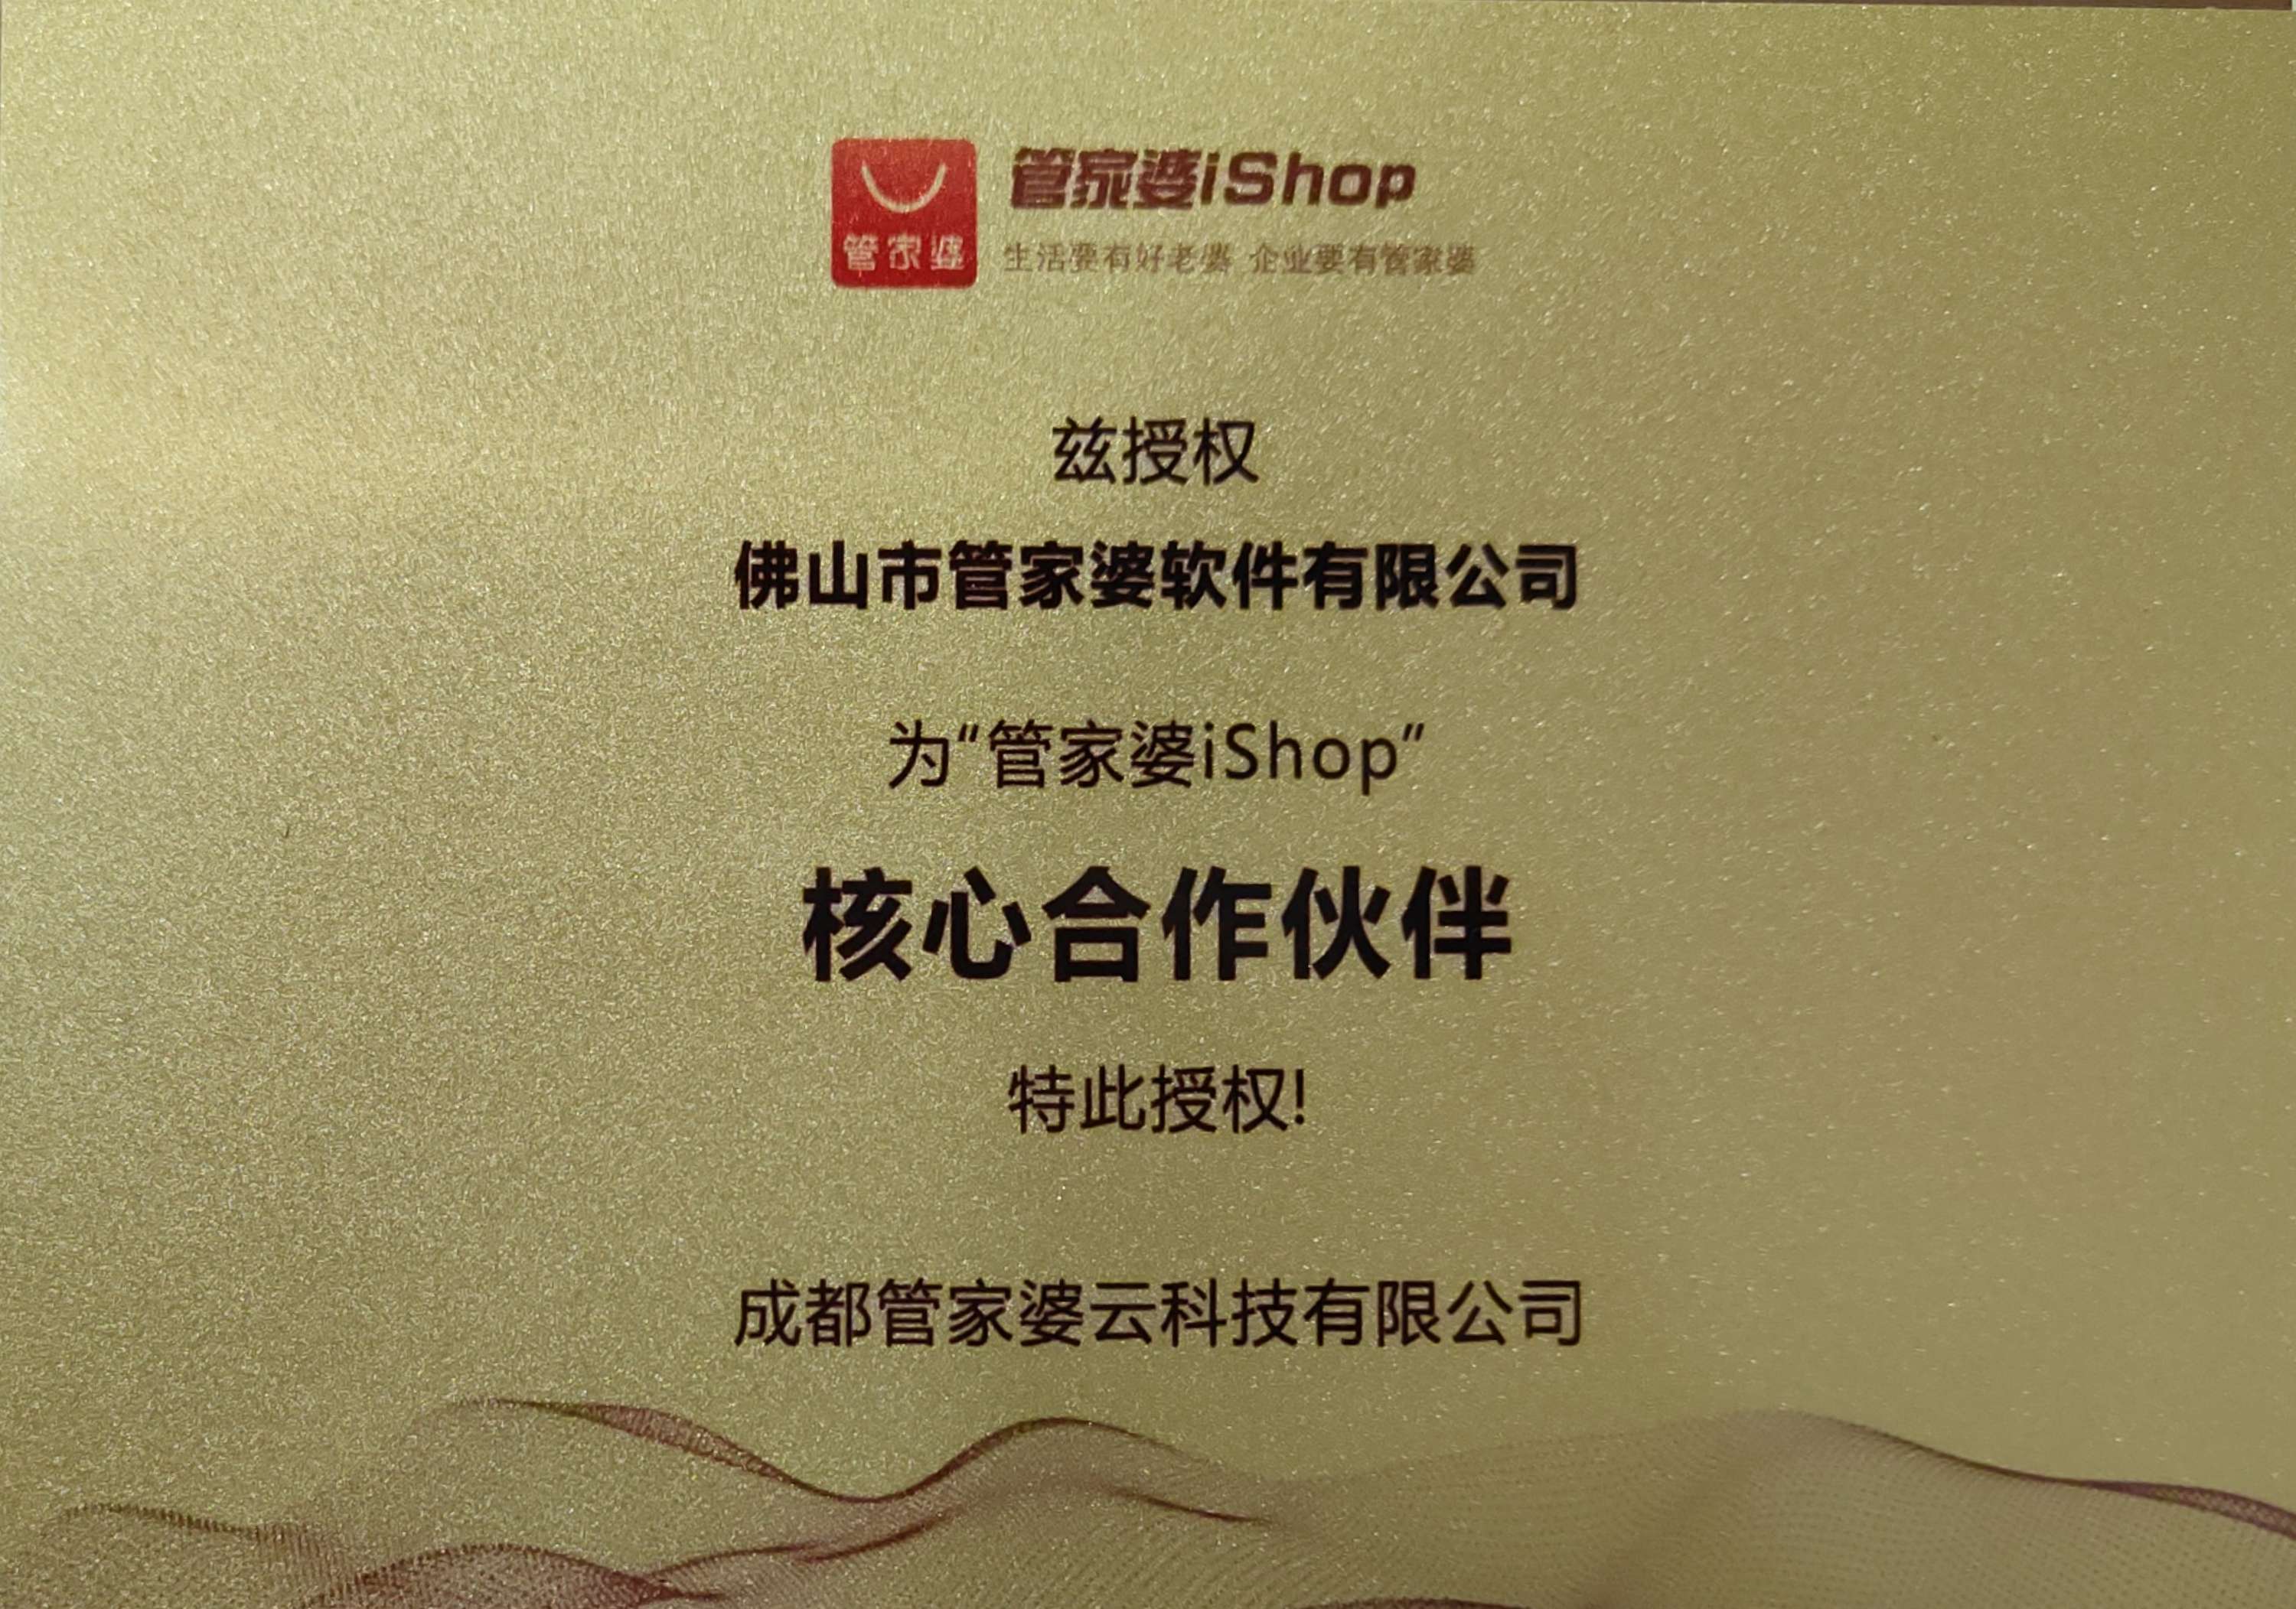 管家婆iShop
管家婆
生活要有好老婆 企业要有管家婆
兹授权
佛山市管家婆软件有限公司
为“管家婆iShop”
核心合作伙伴
特此授权!
成都管家婆云科技有限公司